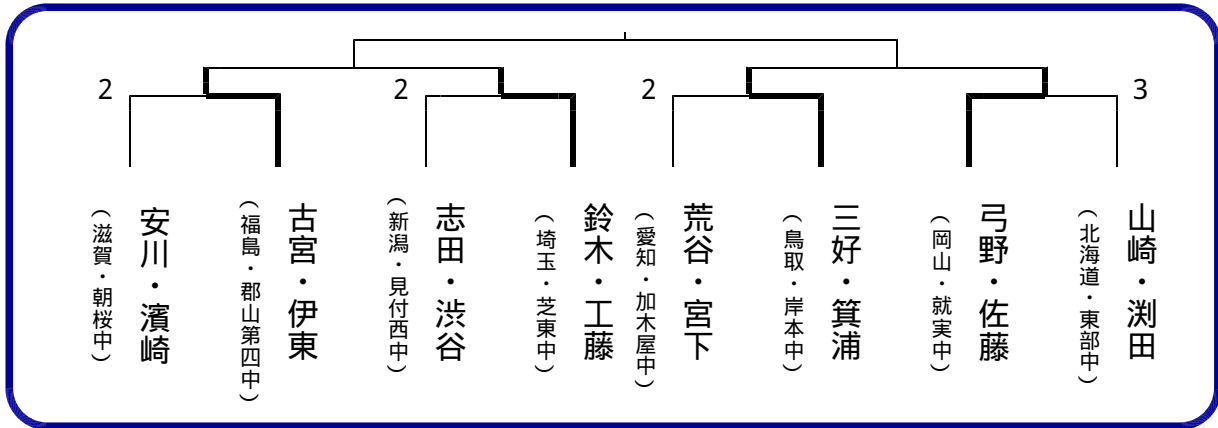 2
2
2
3
安川・濱崎
(滋賀・朝桜中)
古宮・伊東
(福島・郡山第四中)
志田・渋谷
(新潟・見付西中)
鈴木・工藤
(埼玉・芝東中)
荒谷・宮下
(愛知・加木屋中)
三好・箕浦
(鳥取・岸本中)
弓野・佐藤
(岡山・就実中)
山崎・渕田
(北海道・東部中)